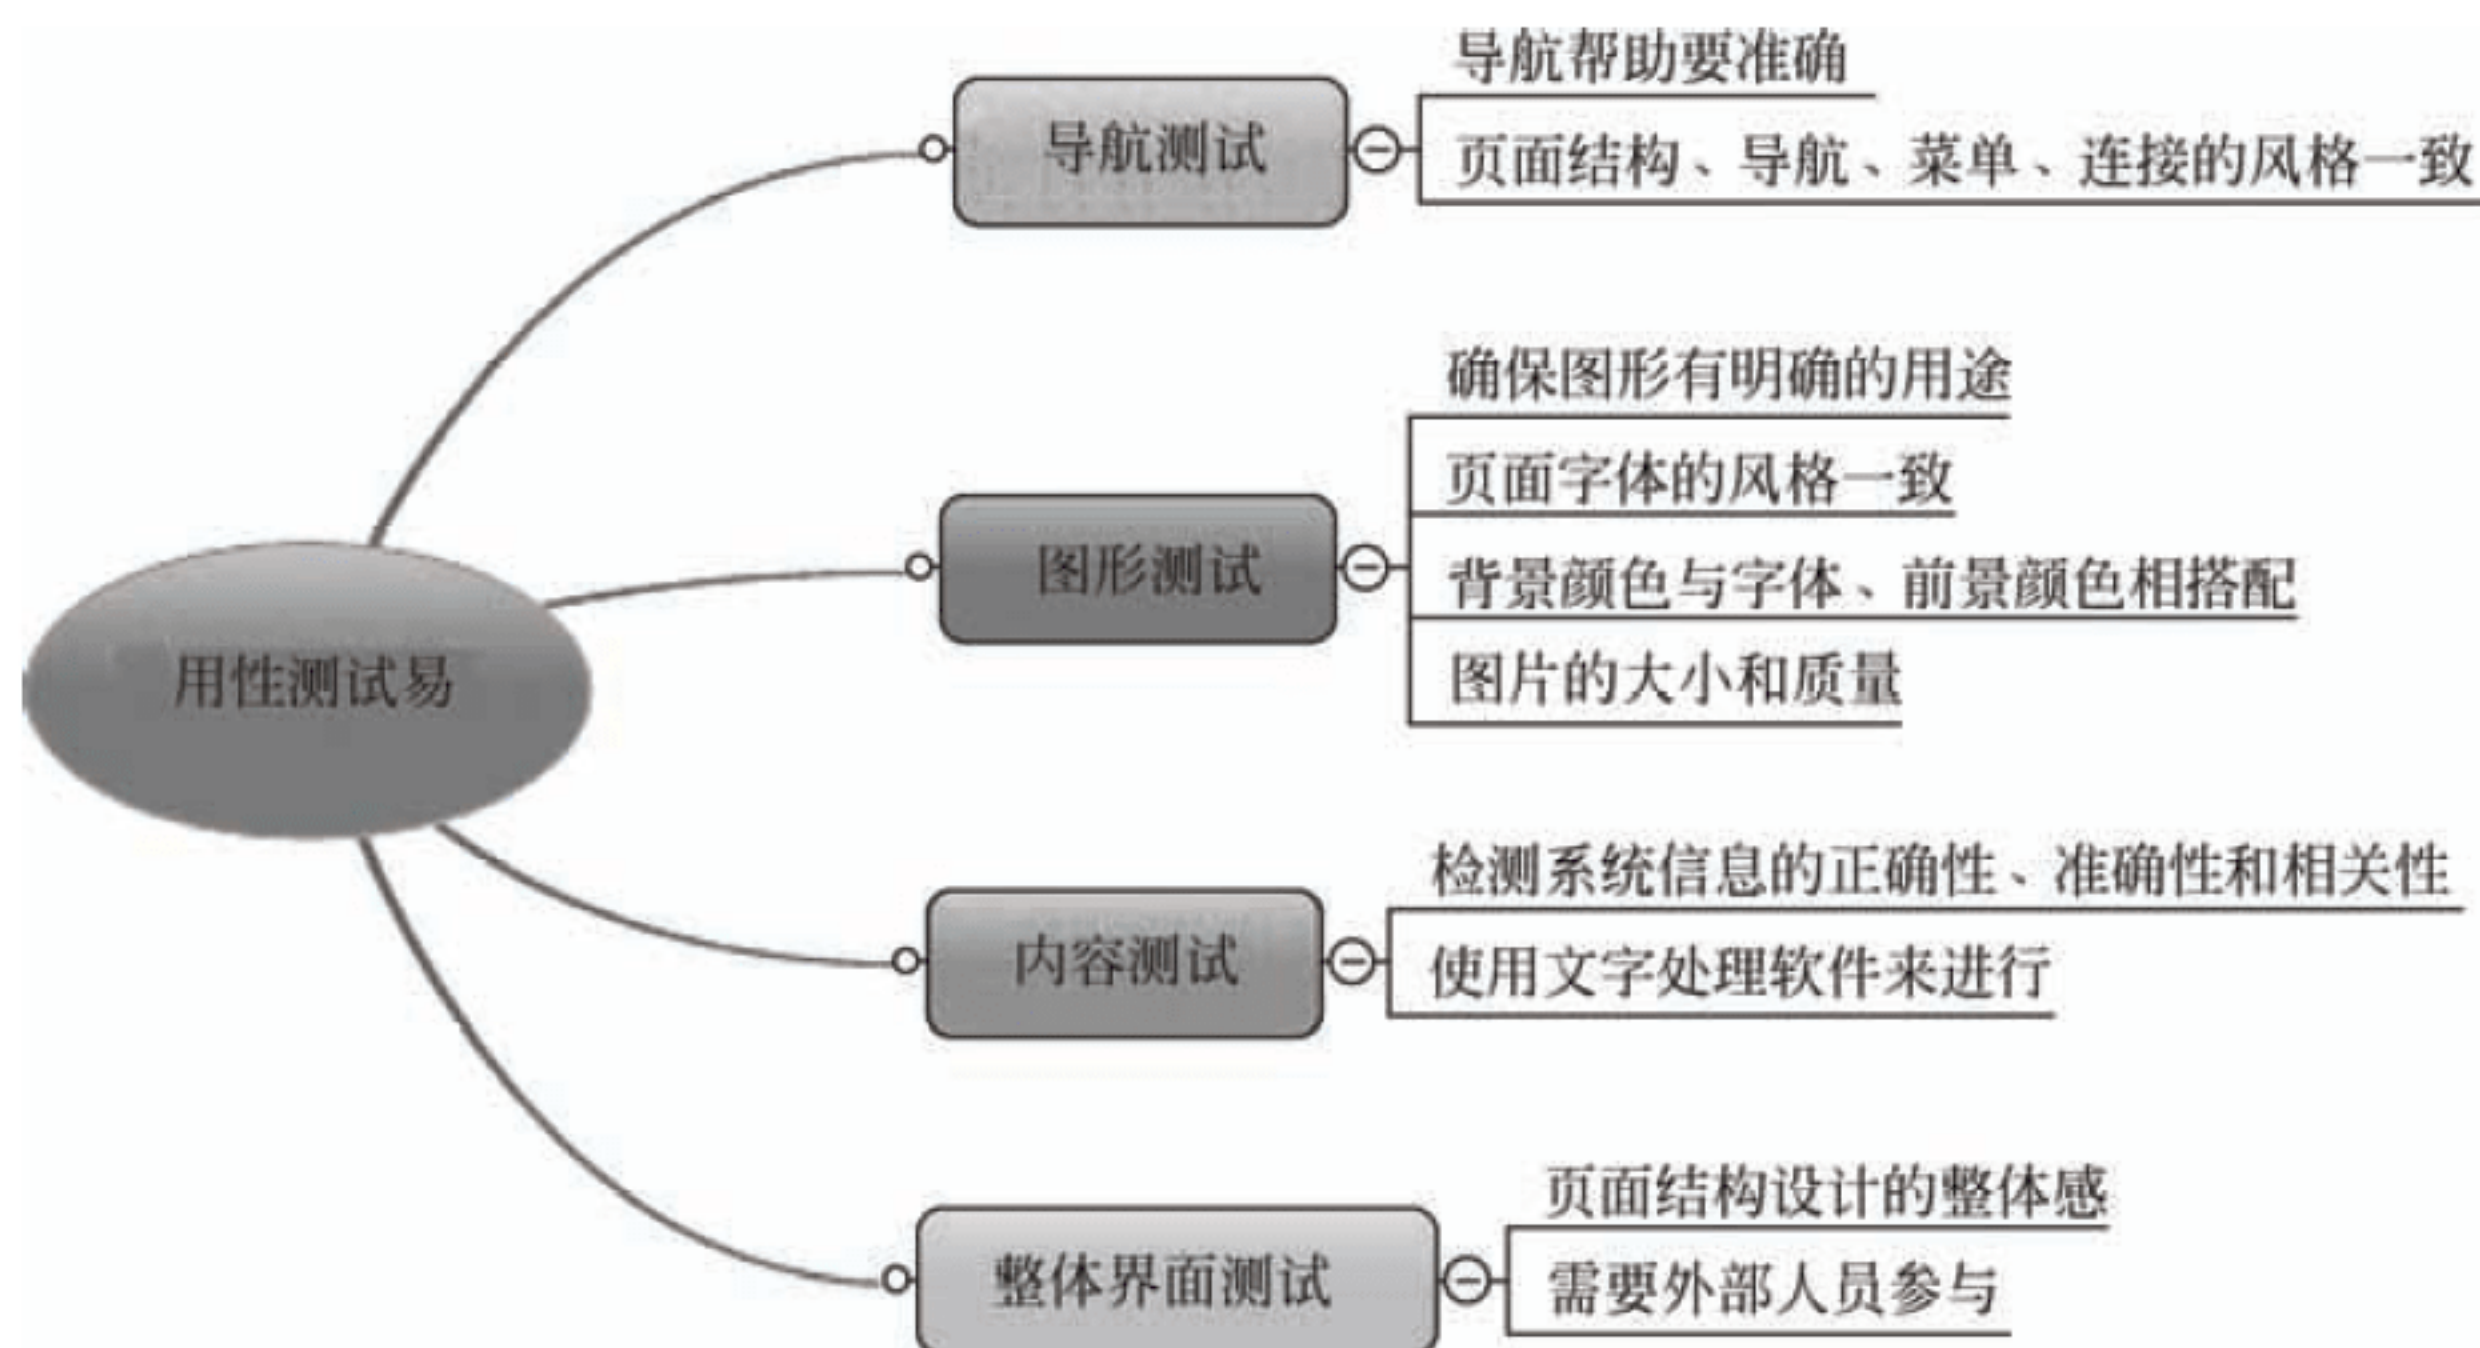 用性测试易
导航测试
导航帮助要准确
页面结构、导航、菜单、连接的风格一致
图形测试
确保图形有明确的用途
页面字体的风格一致
背景颜色与字体、前景颜色相搭配
图片的大小和质量
内容测试
检测系统信息的正确性、准确性和相关性
使用文字处理软件来进行
整体界面测试
页面结构设计的整体感
需要外部人员参与